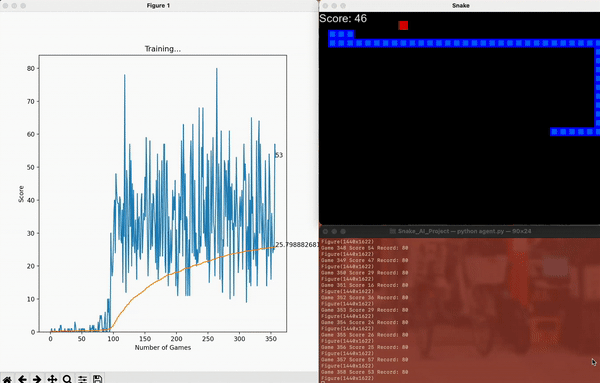 Figure 1
Training...
Score
80
70
60
50
40
30
20
10
0
53
25.798882681
0 50 100 150 200 250 300 350
Number of Games
Snake
Score: 46
Snake_AI_Project — python agent.py — 80×24
Figure(1440x1622)
Game 348 Score 54 Record: 80
Figure(1440x1622)
Game 349 Score 47 Record: 80
Figure(1440x1622)
Game 350 Score 29 Record: 80
Figure(1440x1622)
Game 351 Score 16 Record: 80
Figure(1440x1622)
Game 352 Score 36 Record: 80
Figure(1440x1622)
Game 353 Score 29 Record: 80
Figure(1440x1622)
Game 354 Score 24 Record: 80
Figure(1440x1622)
Game 355 Score 26 Record: 80
Figure(1440x1622)
Game 356 Score 25 Record: 80
Figure(1440x1622)
Game 357 Score 57 Record: 80
Figure(1440x1622)
Game 358 Score 53 Record: 80
Figure(1440x1622)